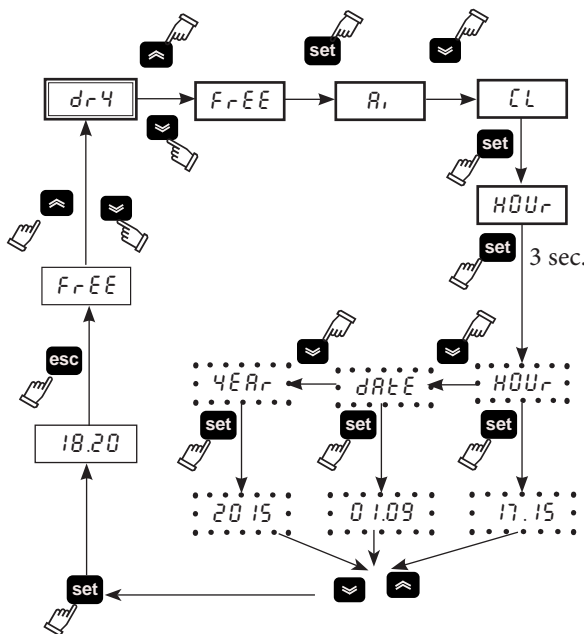 set
dr4
FrEE
Ai
CL
set
HOUr
set
3 sec.
FrEE
esc
YEAr
dAtE
HOUr
set
set
set
18.20
2015
01.09
17.15
set